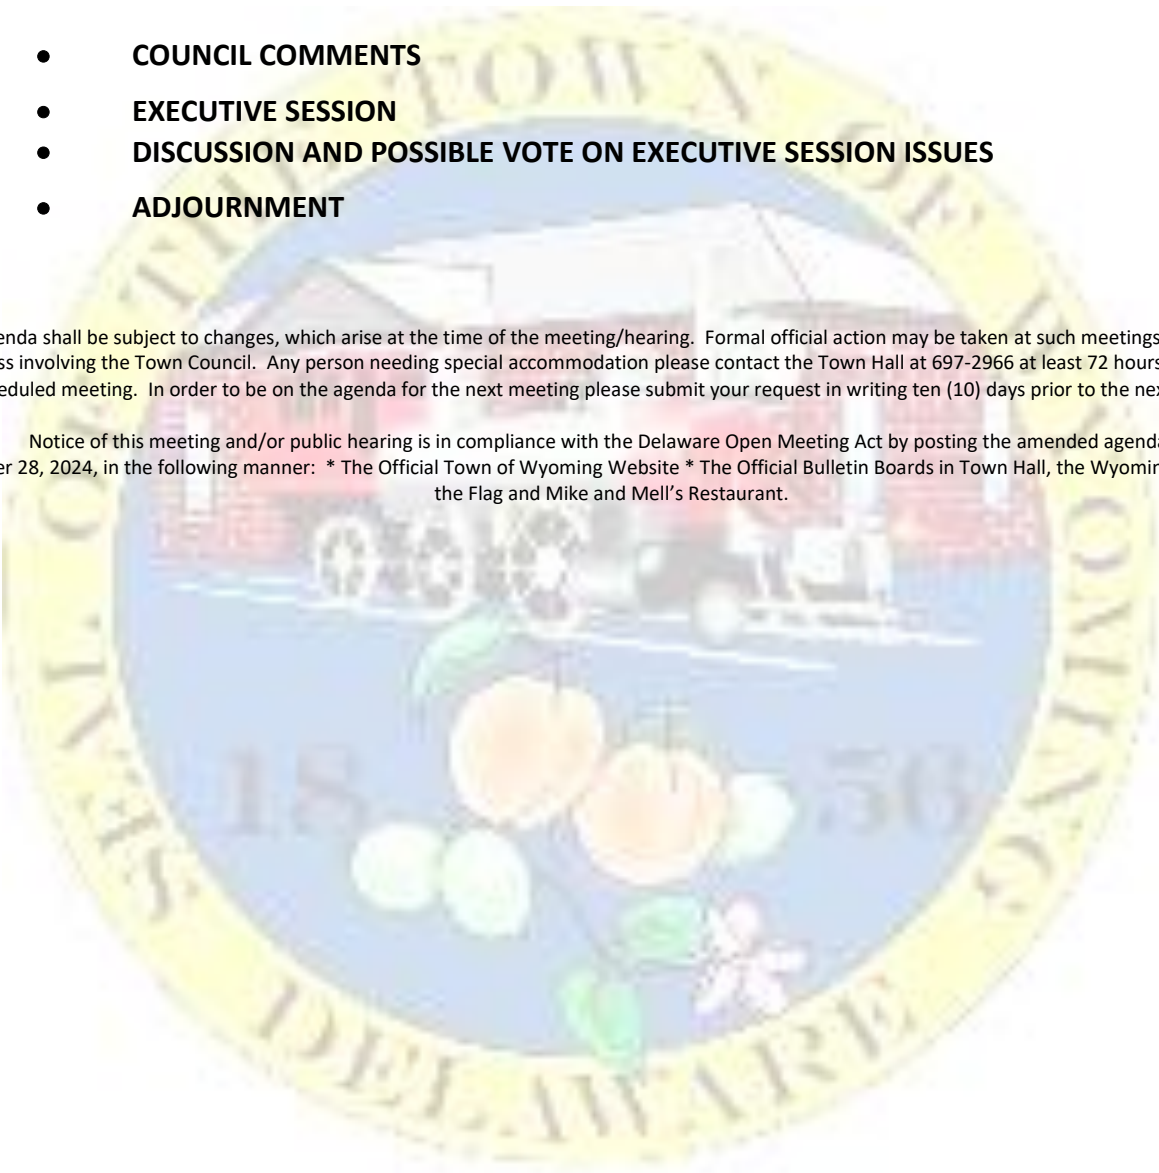 • COUNCIL COMMENTS
• EXECUTIVE SESSION
• DISCUSSION AND POSSIBLE VOTE ON EXECUTIVE SESSION ISSUES
• ADJOURNMENT
enda shall be subject to changes, which arise at the time of the meeting/hearing. Formal official action may be taken at such meetings
ss involving the Town Council. Any person needing special accommodation please contact the Town Hall at 697-2966 at least 72 hours
eduled meeting. In order to be on the agenda for the next meeting please submit your request in writing ten (10) days prior to the nex
Notice of this meeting and/or public hearing is in compliance with the Delaware Open Meeting Act by posting the amended agenda
er 28, 2024, in the following manner: * The Official Town of Wyoming Website * The Official Bulletin Boards in Town Hall, the Wyomin
the Flag and Mike and Mell’s Restaurant.
SEAL OF THE TOWN OF WYOMING
DELAWARE
18 56